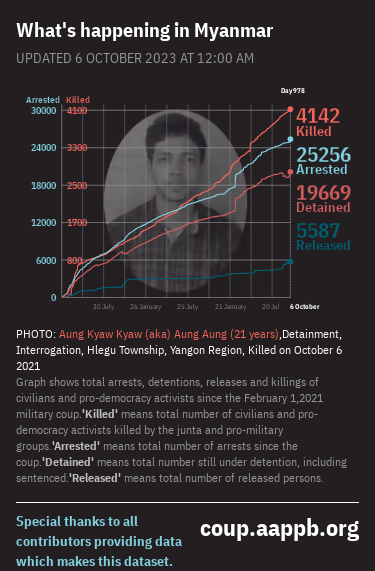 What's happening in Myanmar
UPDATED 6 OCTOBER 2023 AT 12:00 AM
Day978
Arrested Killed
30000 4100
24000 3300
18000 2500
12000 1700
6000 800
0
4142
Killed
25256
Arrested
19669
Detained
5587
Released
30 July 26 January 25 July 21 January 20 Jul 6 October
PHOTO: Aung Kyaw Kyaw (aka) Aung Aung (21 years),Detainment,
Interrogation, Hlegu Township, Yangon Region, Killed on October 6
2021
Graph shows total arrests, detentions, releases and killings of
civilians and pro-democracy activists since the February 1,2021
military coup.'Killed' means total number of civilians and pro-
democracy activists killed by the junta and pro-military
groups.'Arrested' means total number of arrests since the
coup.'Detained' means total number still under detention, including
sentenced.'Released' means total number of released persons.
Special thanks to all
contributors providing data
which makes this dataset.
coup.aappb.org